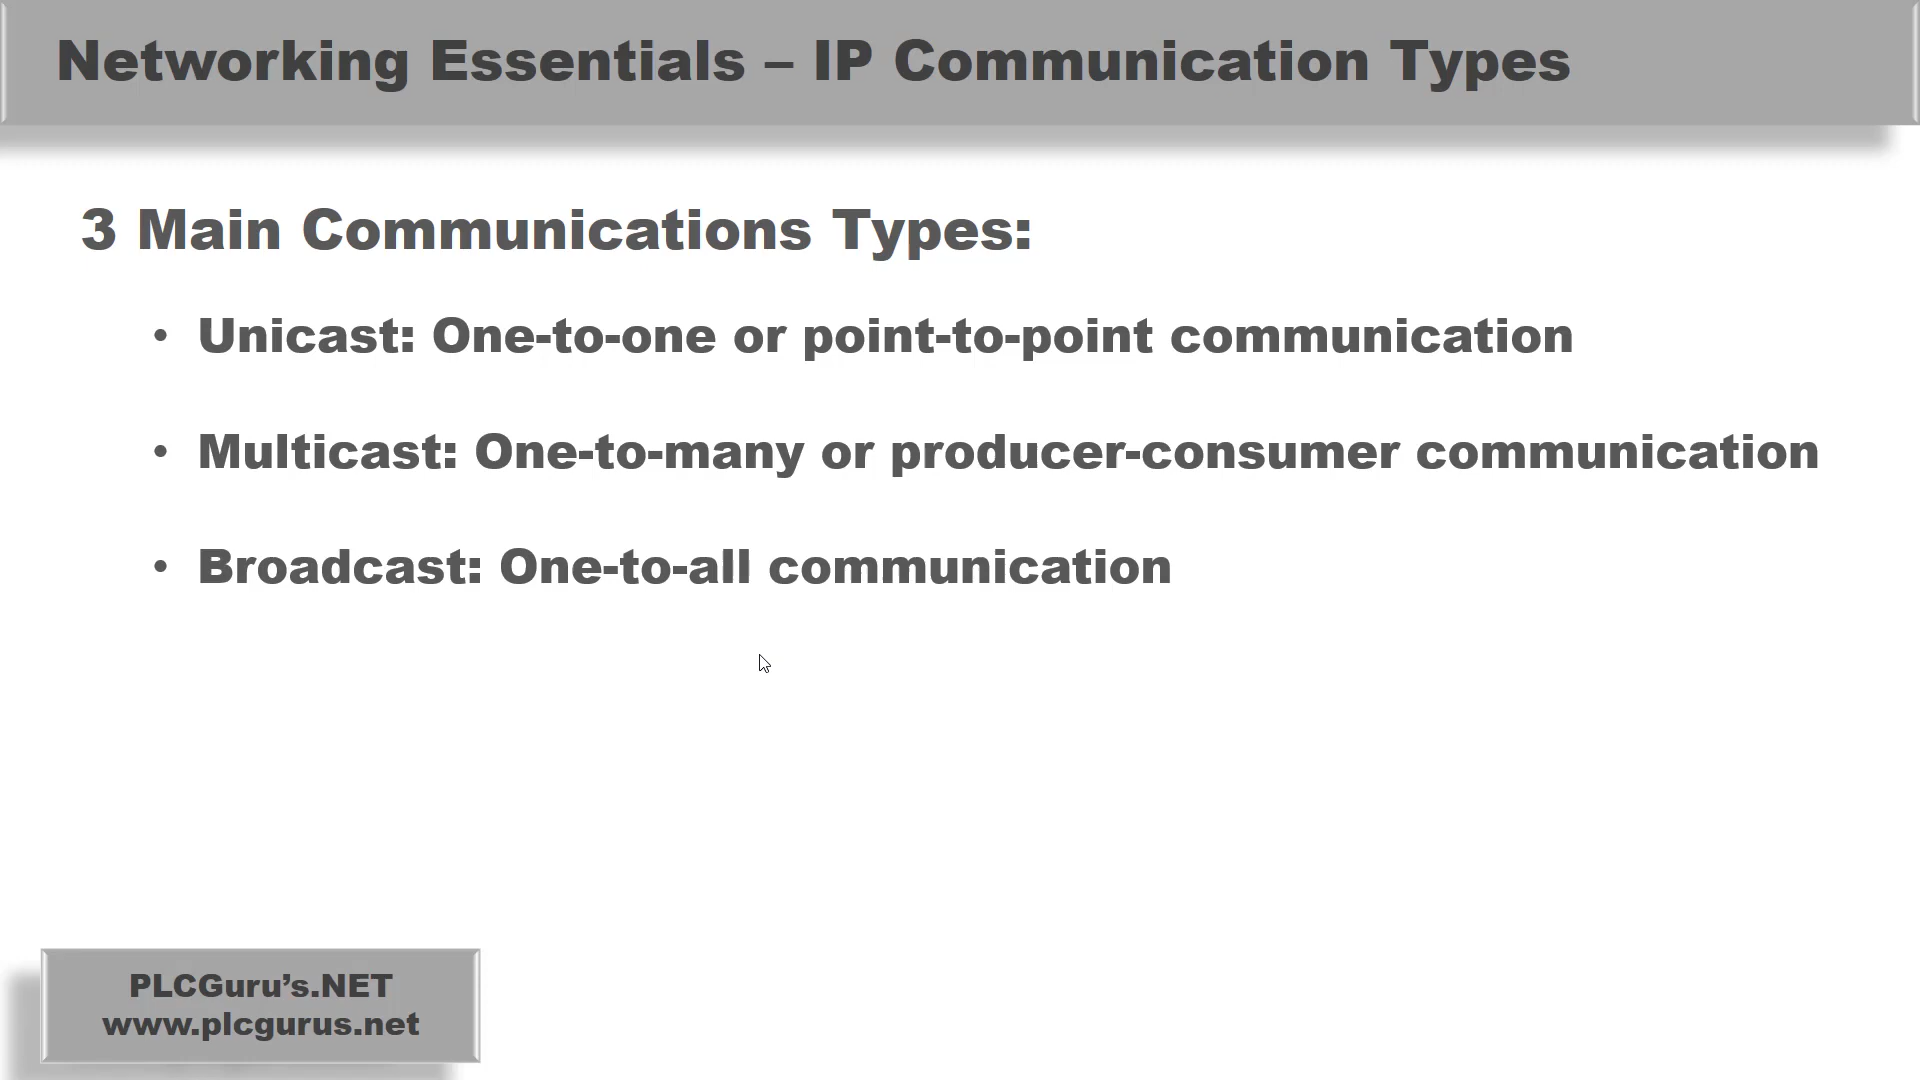 Networking Essentials – IP Communication Types
3 Main Communications Types:
• Unicast: One-to-one or point-to-point communication
• Multicast: One-to-many or producer-consumer communication
• Broadcast: One-to-all communication
PLCGuru’s.NET
www.plcgurus.net